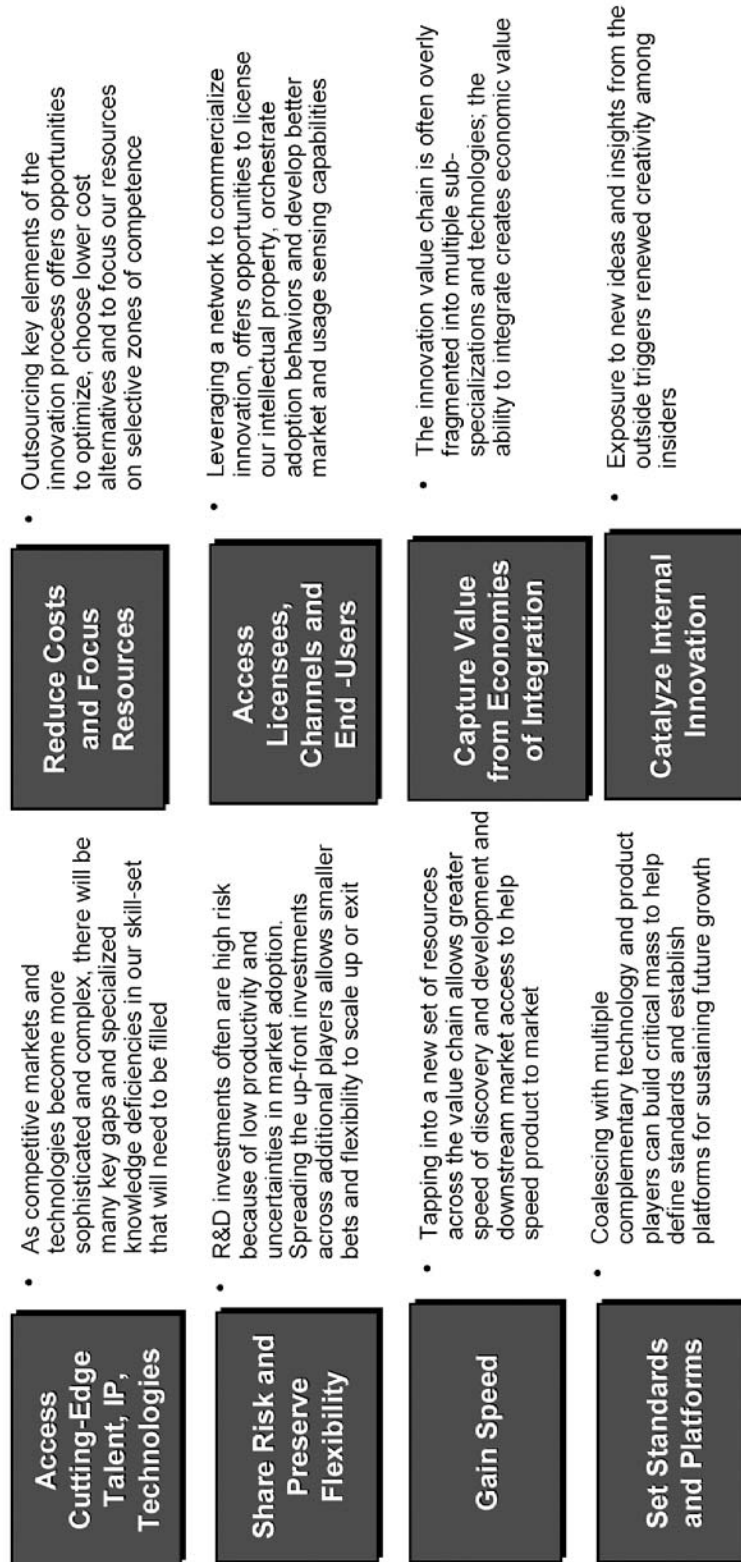 Access
Cutting-Edge
Talent, IP,
Technologies
• As competitive markets and
technologies become more
sophisticated and complex, there will be
many key gaps and specialized
knowledge deficiencies in our skill-set
that will need to be filled
Reduce Costs
and Focus
Resources
• Outsourcing key elements of the
innovation process offers opportunities
to optimize, choose lower cost
alternatives and to focus our resources
on selective zones of competence
Share Risk and
Preserve
Flexibility
• R&D investments often are high risk
because of low productivity and
uncertainties in market adoption.
Spreading the up-front investments
across additional players allows smaller
bets and flexibility to scale up or exit
Access
Licensees,
Channels and
End -Users
• Leveraging a network to commercialize
innovation, offers opportunities to license
our intellectual property, orchestrate
adoption behaviors and develop better
market and usage sensing capabilities
Gain Speed
• Tapping into a new set of resources
across the value chain allows greater
speed of discovery and development and
downstream market access to help
speed product to market
Capture Value
from Economies
of Integration
• The innovation value chain is often overly
fragmented into multiple sub-
specializations and technologies; the
ability to integrate creates economic value
Set Standards
and Platforms
• Coalescing with multiple
complementary technology and product
players can build critical mass to help
define standards and establish
platforms for sustaining future growth
Catalyze Internal
Innovation
• Exposure to new ideas and insights from the
outside triggers renewed creativity among
insiders